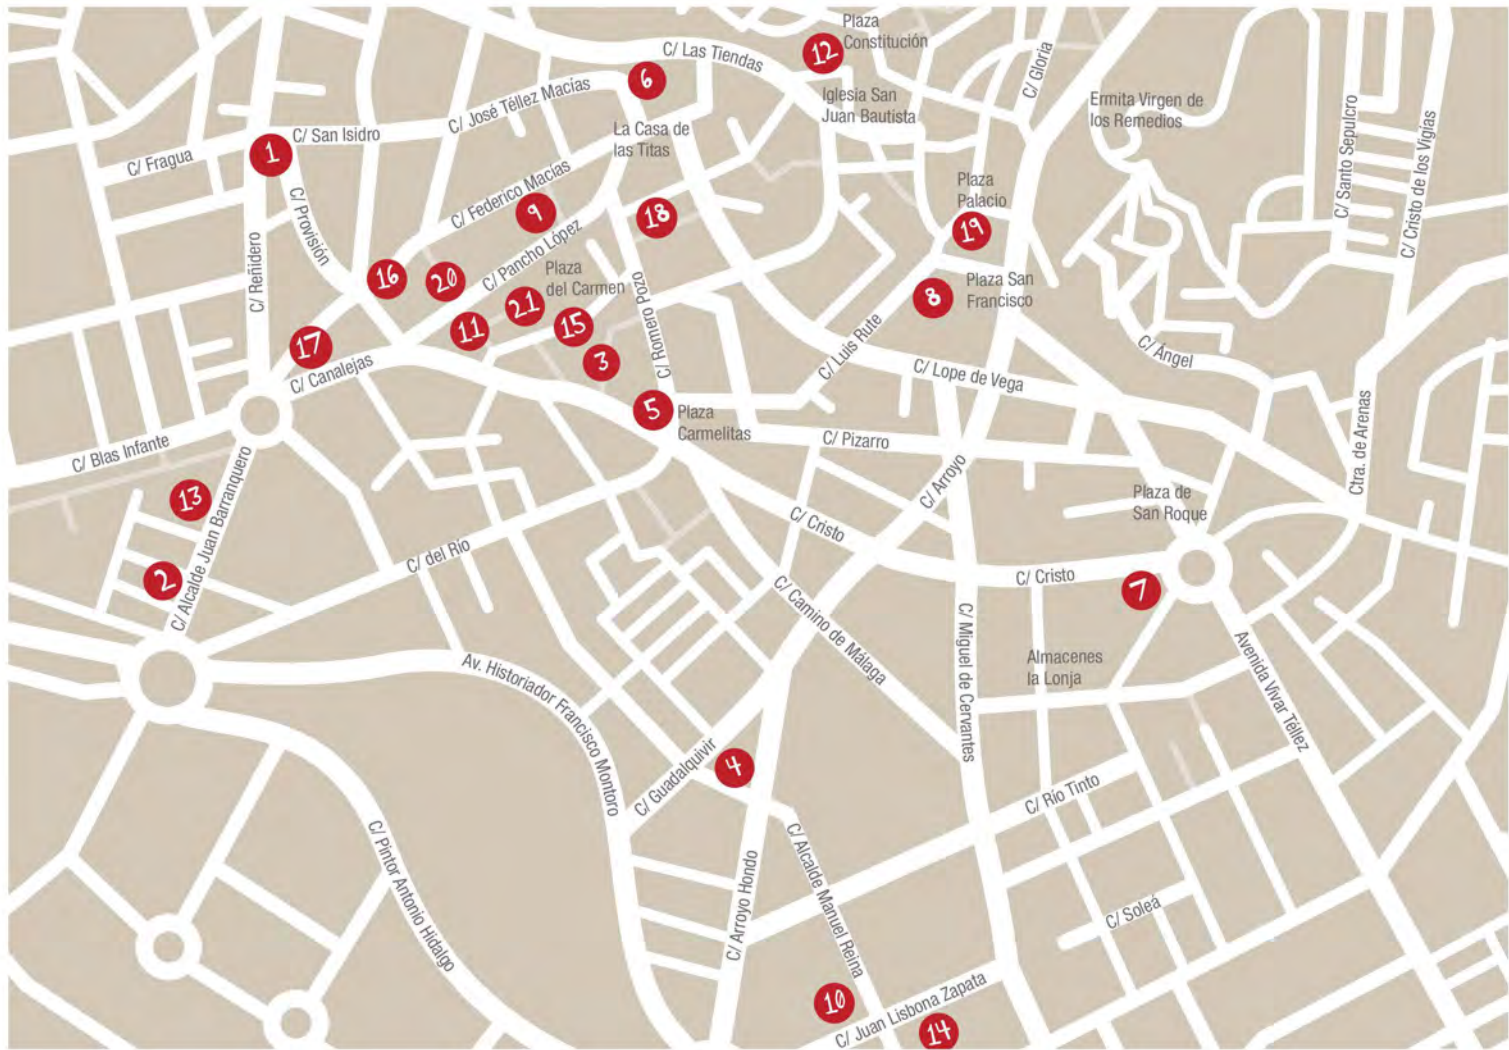 Plaza
Constitución
12
C/ Las Tiendas
6
C/ José Téllez Macías
C/ Gloria
Iglesia San
Juan Bautista
Ermita Virgen de
los Remedios
C/ Santo Sepulcro
C/ Cristo de los Vigías
C/ San Isidro
La Casa de
las Titas
1
C/ Fragua
C/ Provisión
C/ Federico Macías
9
18
Plaza
Palacio
19
C/ Reñidero
16
20
C/ Pancho López
Plaza
del Carmen
21
15
11
3
C/ Romero Pozo
8
Plaza San
Francisco
17
C/ Canalejas
C/ Luis Rute
C/ Ángel
C/ Lope de Vega
5
Plaza
Carmelitas
C/ Pizarro
Ctra. de Arenas
C/ Blas Infante
13
C/ Alcalde Juan Barranquero
C/ Arroyo
Plaza de
San Roque
C/ Cristo
C/ del Río
2
C/ Cristo
7
C/ Camino de Málaga
C/ Miguel de Cervantes
Almacenes
la Lonja
Avenida Vivar Téllez
Av. Historiador Francisco Montoro
C/ Guadalquivir
4
C/ Río Tinto
C/ Pintor Antonio Hidalgo
C/ Arroyo Hondo
C/ Alcalde Manuel Reina
C/ Soleá
10
C/ Juan Lisbona Zapata
14